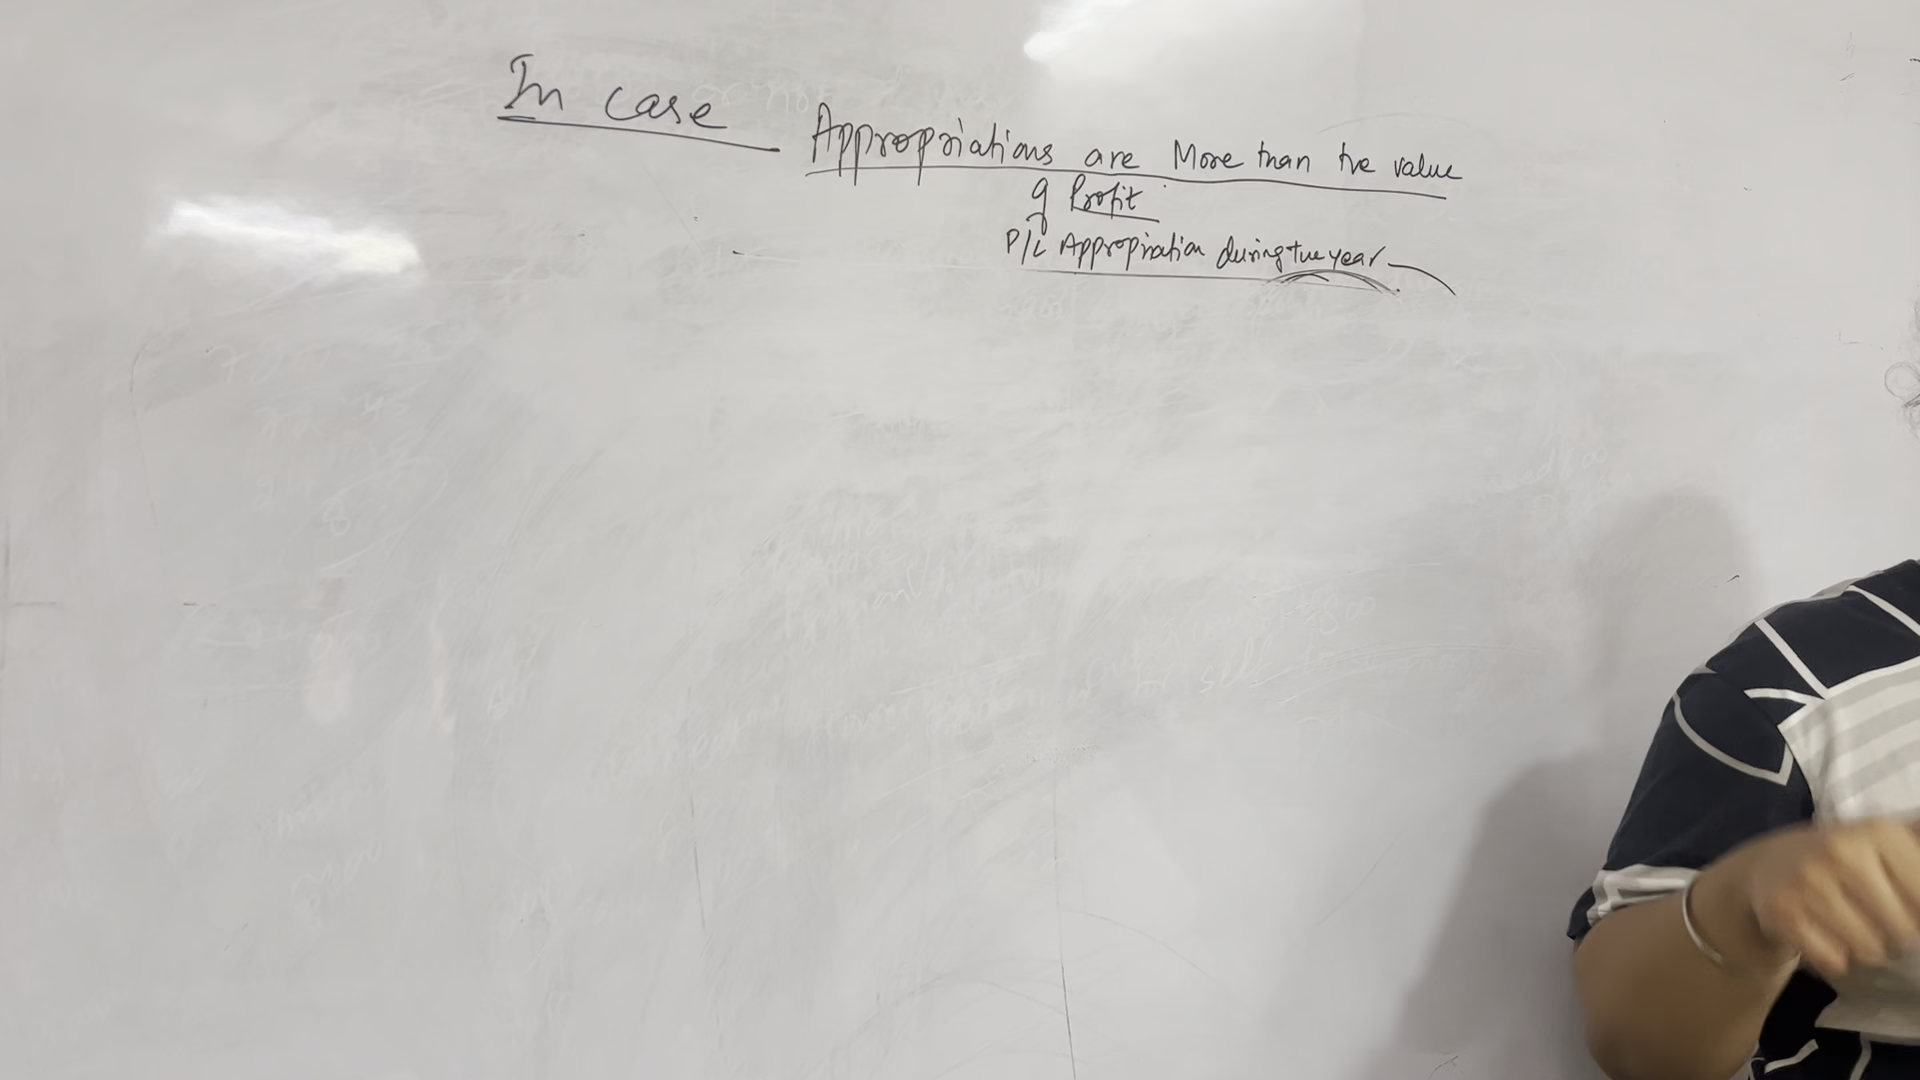 In case Appropriations are More than the value
of Profit
P/L Appropriation during the year